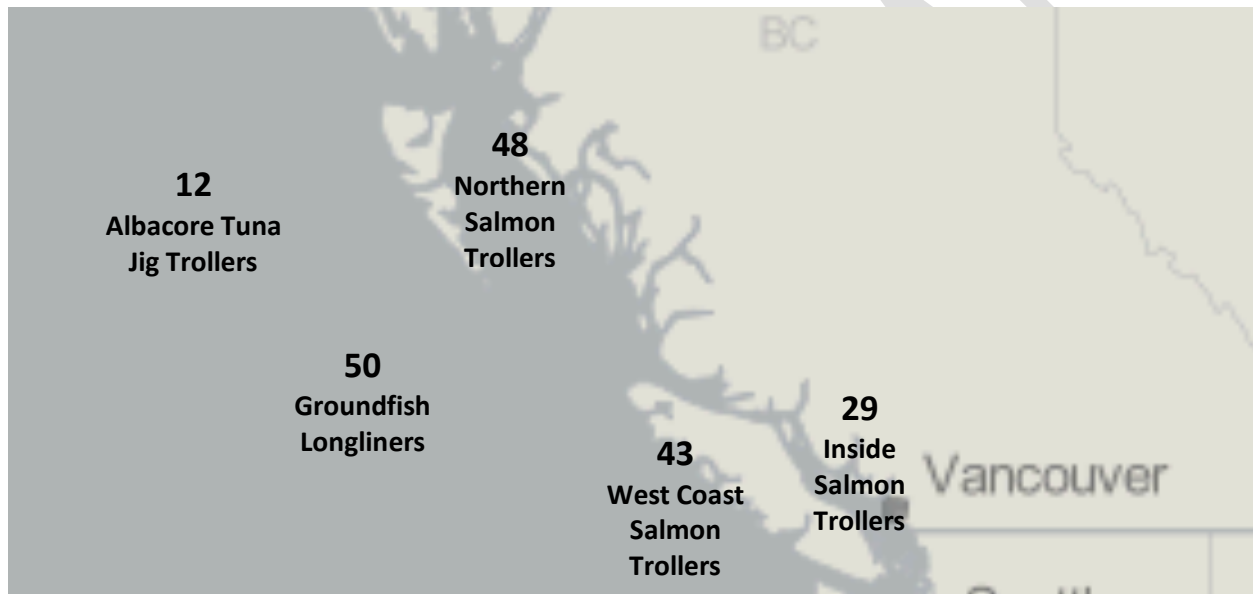 BC
48
Northern
Salmon
Trollers
12
Albacore Tuna
Jig Trollers
50
Groundfish
Longliners
29
Inside
Salmon
Trollers
43
West Coast
Salmon
Trollers
Vancouver